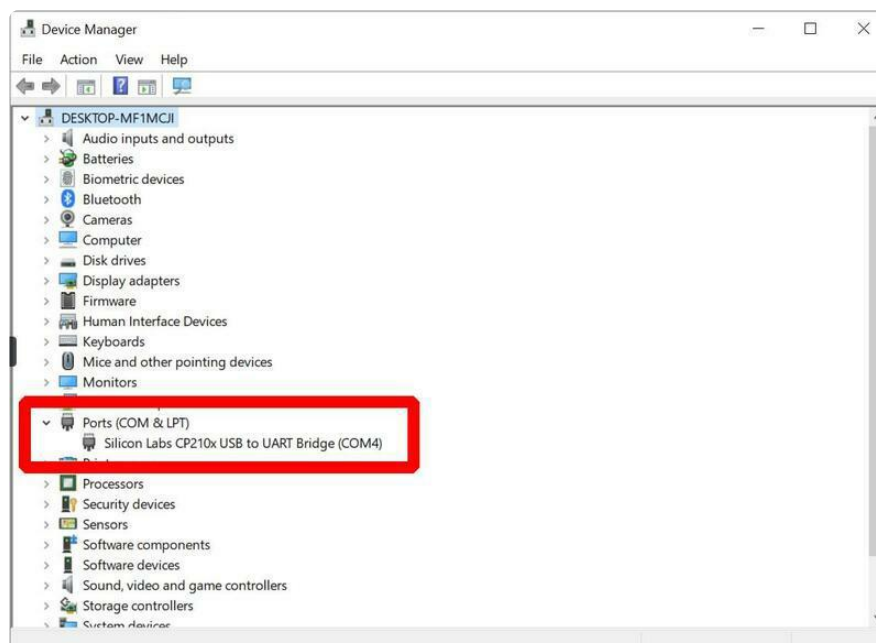 Device Manager
File Action View Help
DESKTOP-MF1MCJI
Audio inputs and outputs
Batteries
Biometric devices
Bluetooth
Cameras
Computer
Disk drives
Display adapters
Firmware
Human Interface Devices
Keyboards
Mice and other pointing devices
Monitors
Ports (COM & LPT)
Silicon Labs CP210x USB to UART Bridge (COM4)
Processors
Security devices
Sensors
Software components
Software devices
Sound, video and game controllers
Storage controllers
System devices